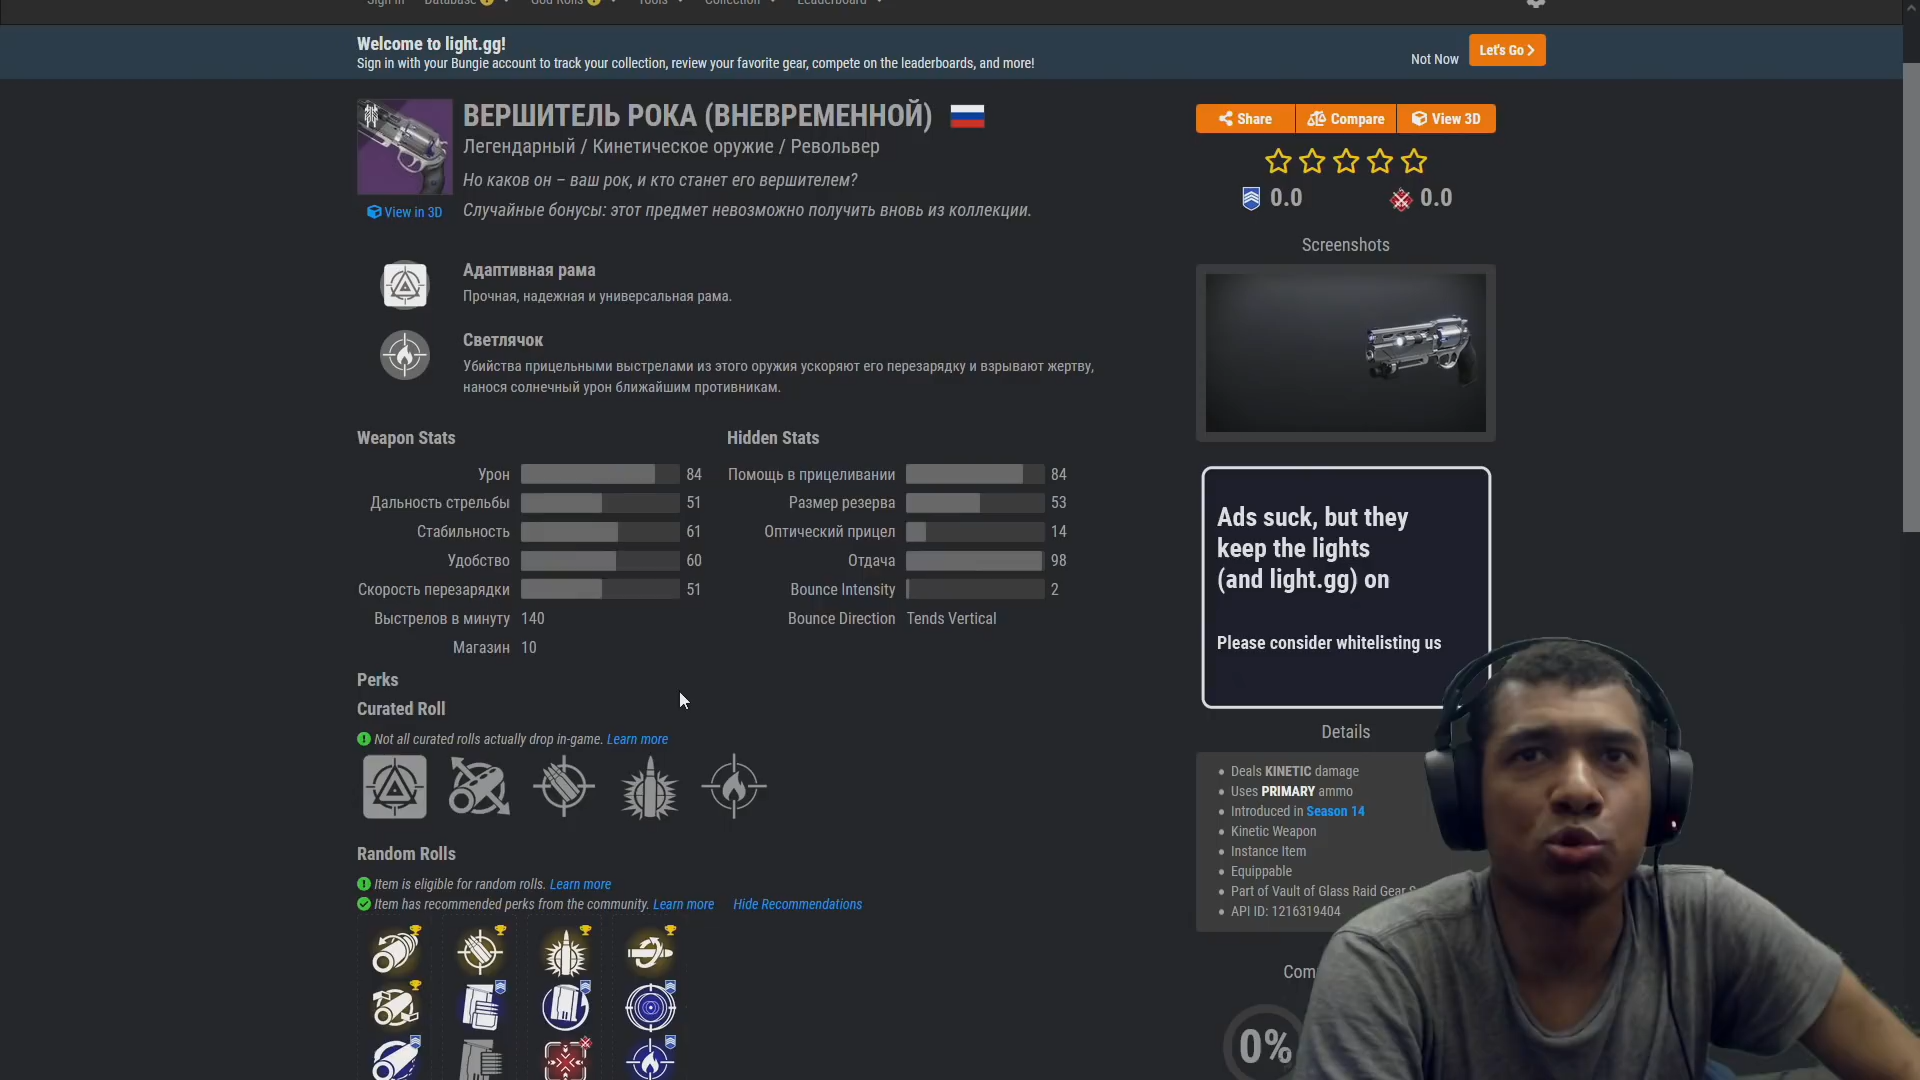 Sign In Database God Rolls Tools Collection Leaderboard
Welcome to light.gg!
Sign in with your Bungie account to track your collection, review your favorite gear, compete on the leaderboards, and more!
Not Now
Let's Go
ВЕРШИТЕЛЬ РОКА (ВНЕВРЕМЕННОЙ)
Легендарный / Кинетическое оружие / Револьвер
Но каков он – ваш рок, и кто станет его вершителем?
View in 3D
Случайные бонусы: этот предмет невозможно получить вновь из коллекции.
Share
Compare
View 3D
0.0
0.0
Screenshots
Адаптивная рама
Прочная, надежная и универсальная рама.
Светлячок
Убийства прицельными выстрелами из этого оружия ускоряют его перезарядку и взрывают жертву,
нанося солнечный урон ближайшим противникам.
Weapon Stats
Урон 84
Дальность стрельбы 51
Стабильность 61
Удобство 60
Скорость перезарядки 51
Выстрелов в минуту 140
Магазин 10
Hidden Stats
Помощь в прицеливании 84
Размер резерва 53
Оптический прицел 14
Отдача 98
Bounce Intensity 2
Bounce Direction Tends Vertical
Ads suck, but they
keep the lights
(and light.gg) on
Please consider whitelisting us
Perks
Curated Roll
Not all curated rolls actually drop in-game. Learn more
Random Rolls
Item is eligible for random rolls. Learn more
Item has recommended perks from the community. Learn more Hide Recommendations
Details
Deals KINETIC damage
Uses PRIMARY ammo
Introduced in Season 14
Kinetic Weapon
Instance Item
Equippable
Part of Vault of Glass Raid Gear
API ID: 1216319404
0%